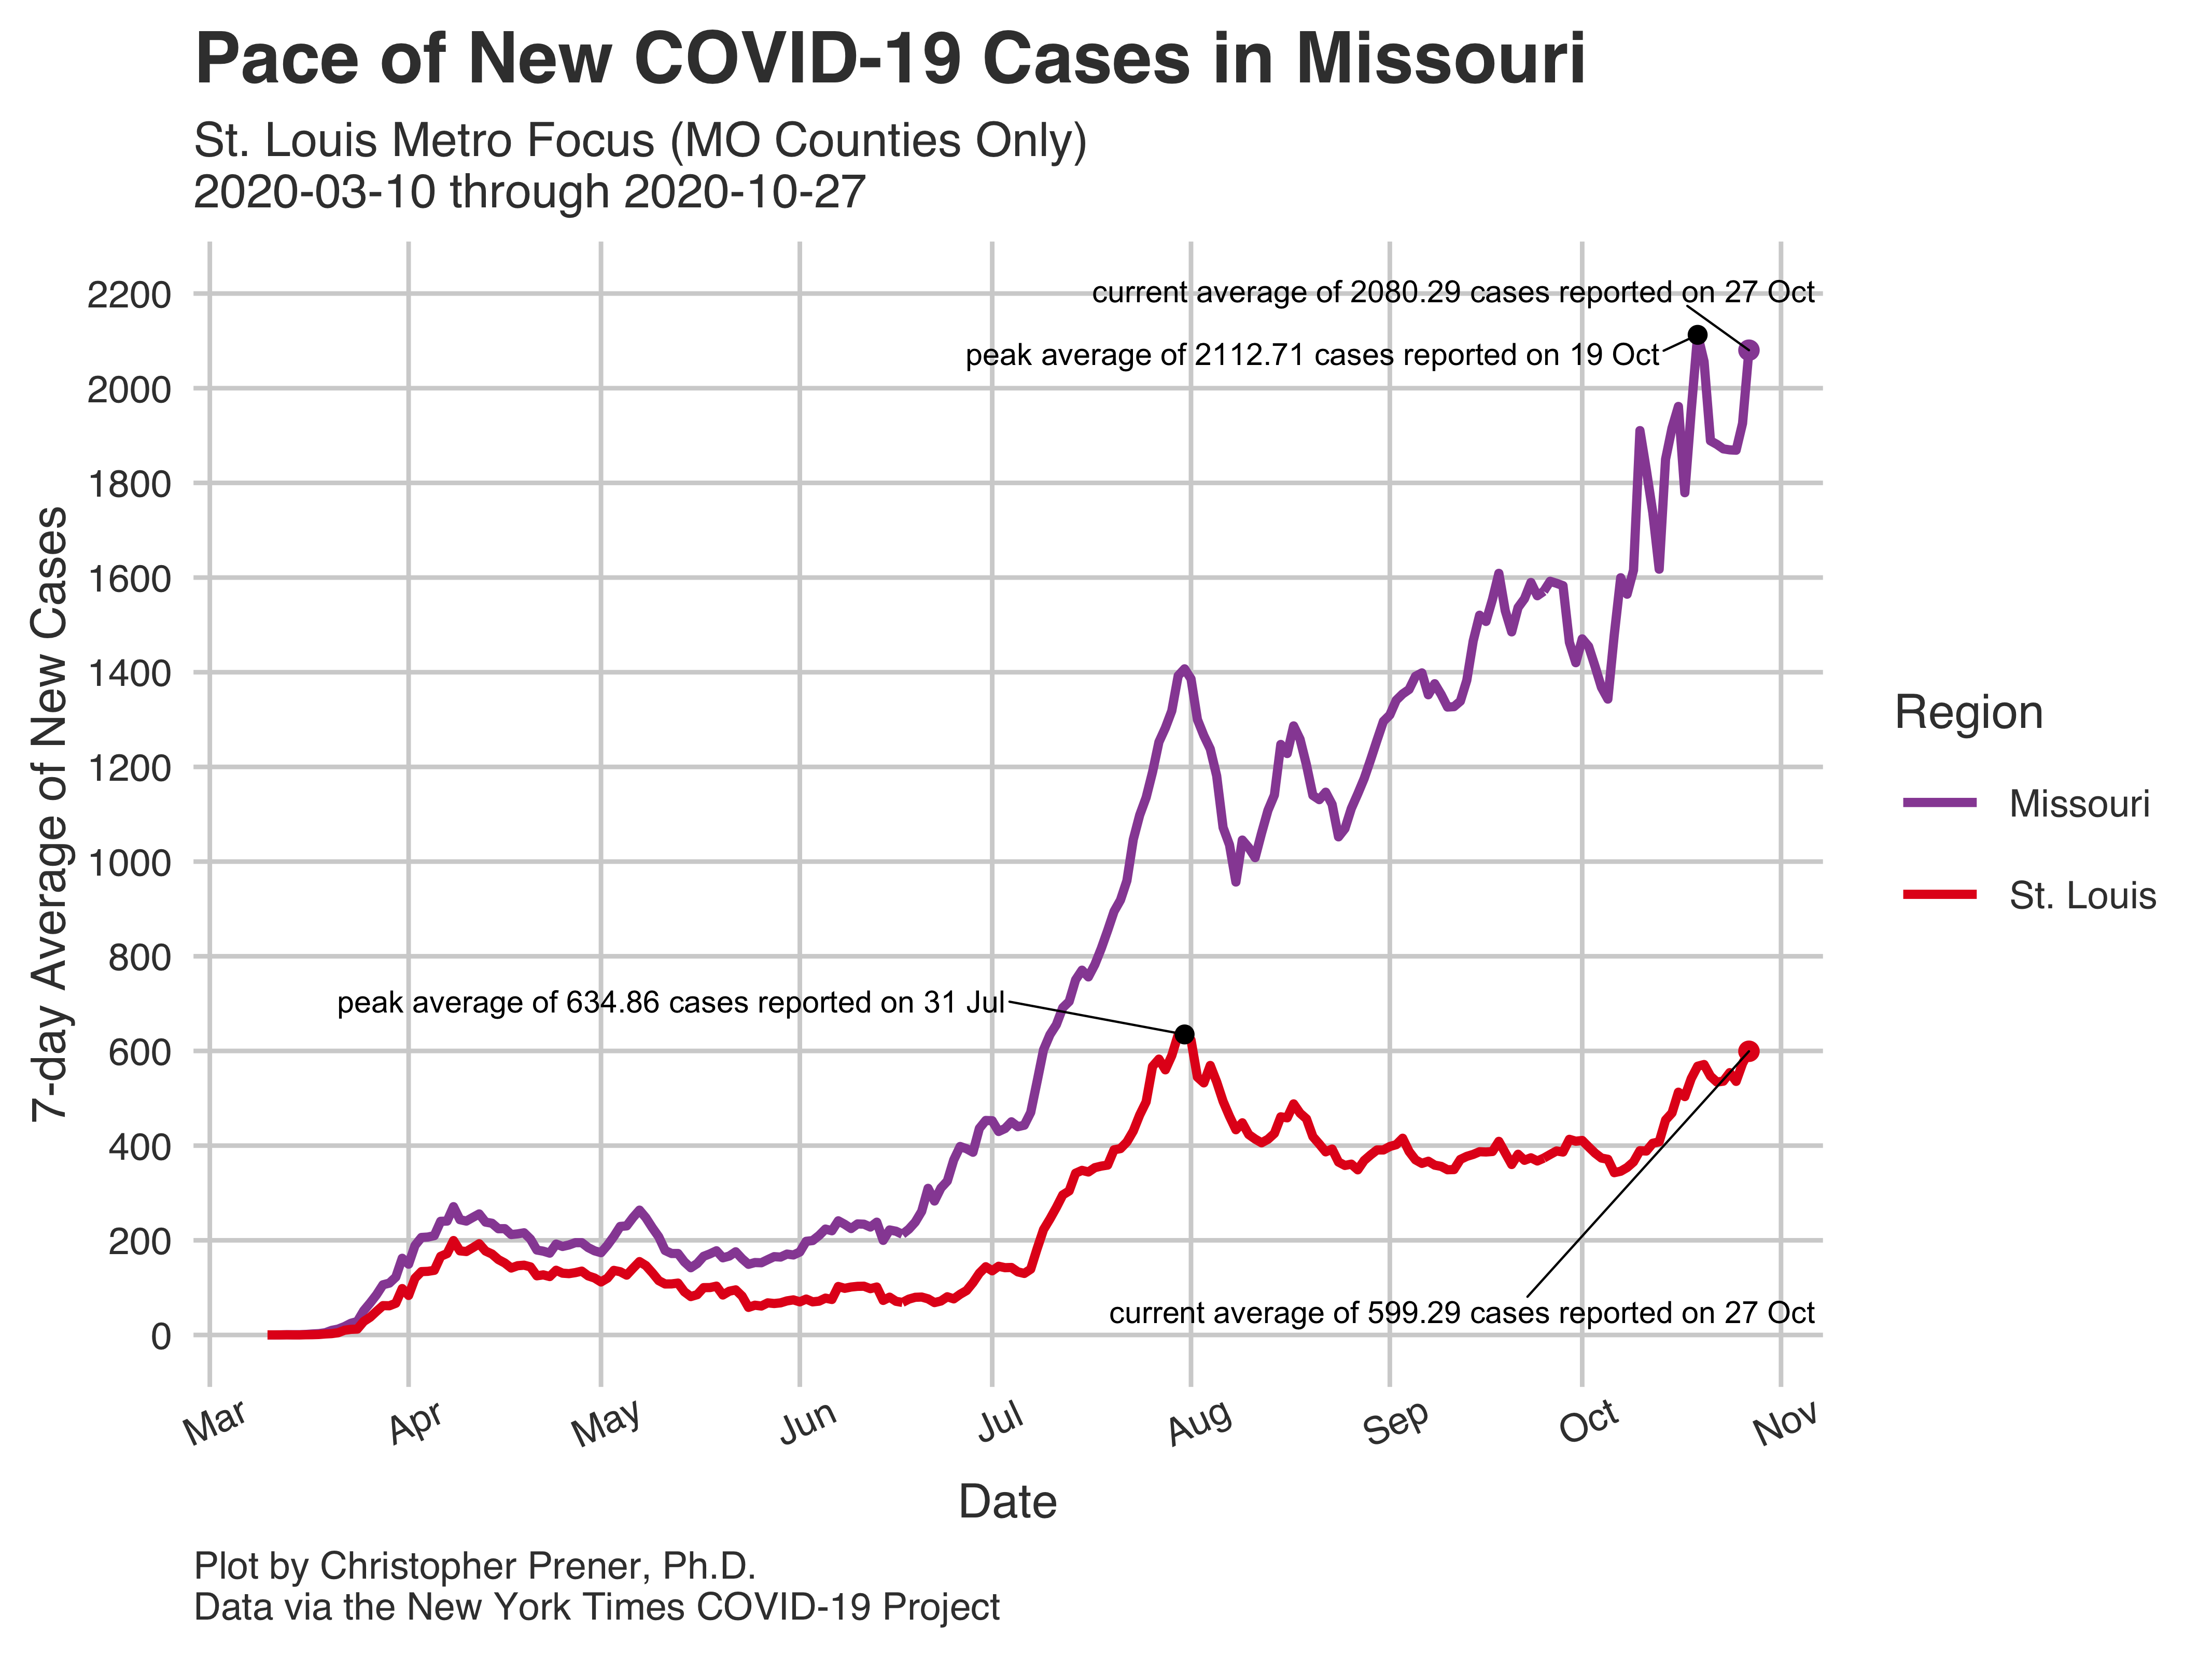 Pace of New COVID-19 Cases in Missouri
St. Louis Metro Focus (MO Counties Only)
2020-03-10 through 2020-10-27
7-day Average of New Cases
2200
2000
1800
1600
1400
1200
1000
800
600
400
200
0
current average of 2080.29 cases reported on 27 Oct
peak average of 2112.71 cases reported on 19 Oct
peak average of 634.86 cases reported on 31 Jul
current average of 599.29 cases reported on 27 Oct
Region
Missouri
St. Louis
Mar Apr May Jun Jul Aug Sep Oct Nov
Date
Plot by Christopher Prener, Ph.D.
Data via the New York Times COVID-19 Project